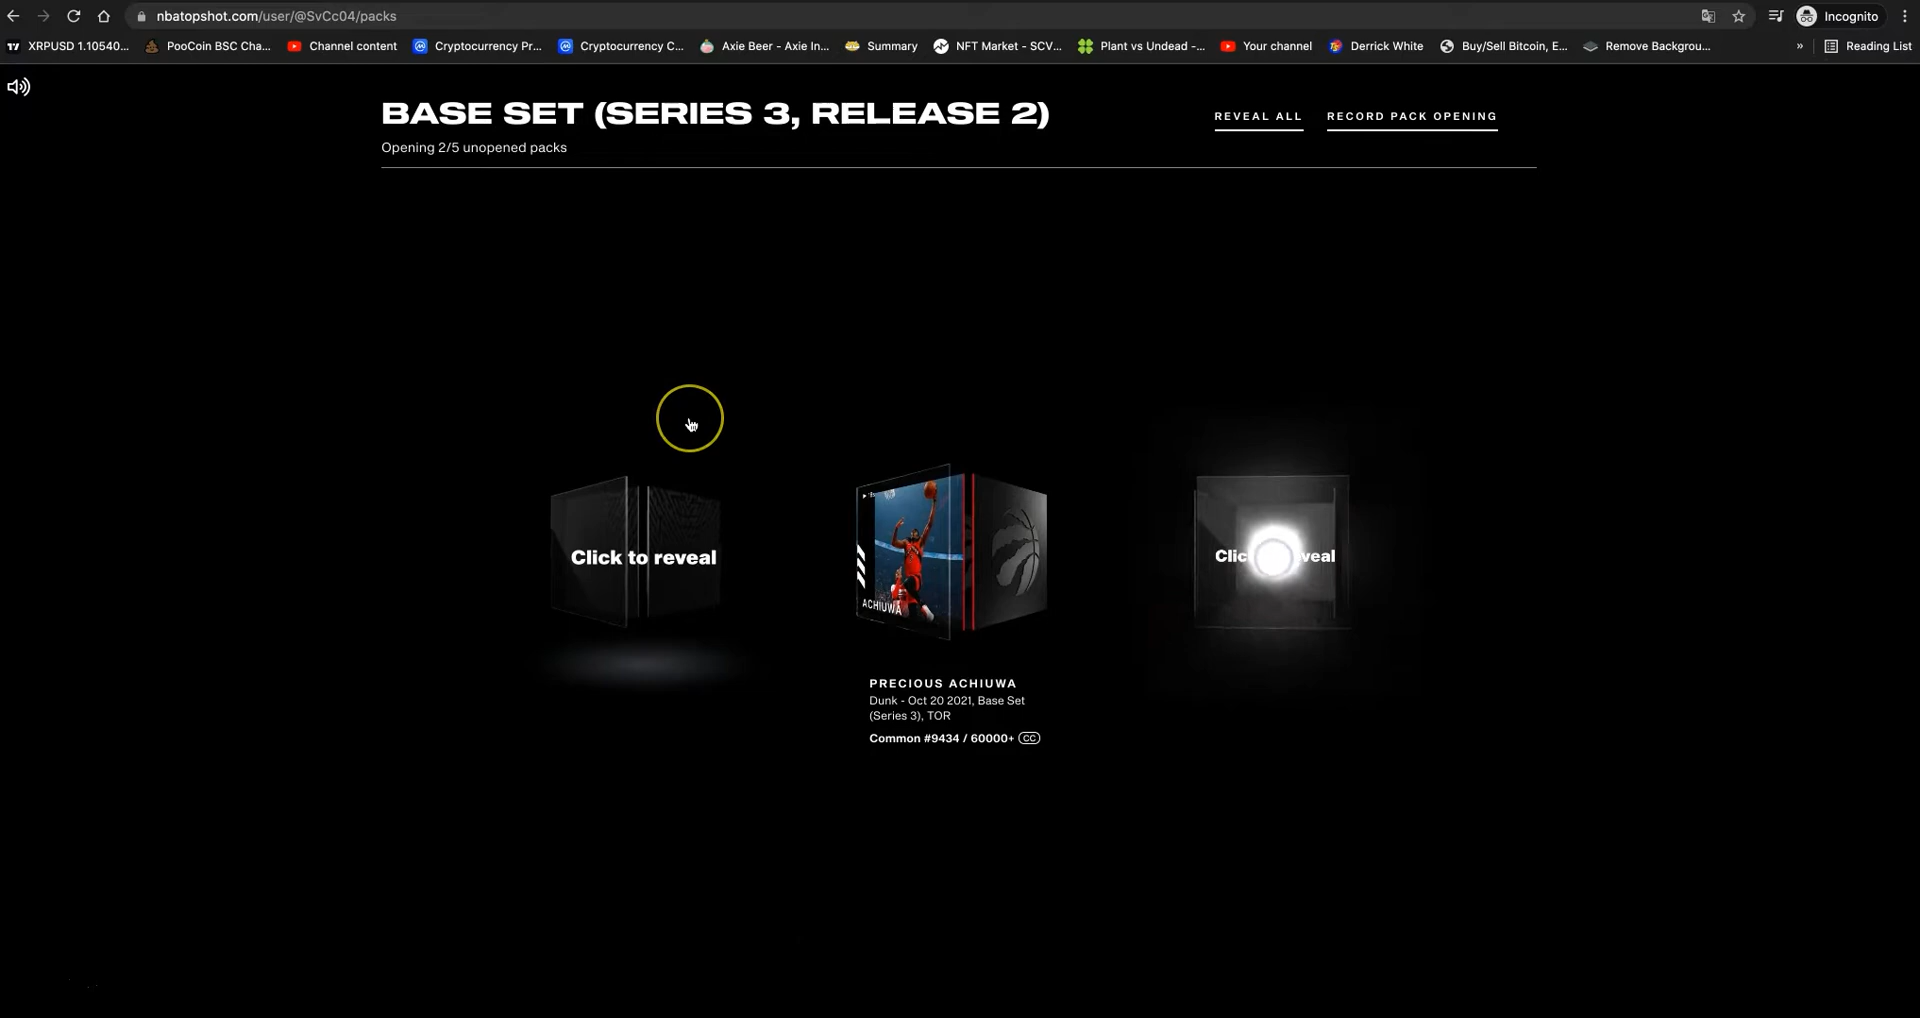 nbatopshot.com/user/@SvCc04/packs
Incognito
XRPUSD 1.10540...
PooCoin BSC Cha...
Channel content
Cryptocurrency Pr...
Cryptocurrency C...
Axie Beer - Axie In...
Summary
NFT Market - SCV...
Plant vs Undead -...
Your channel
Derrick White
Buy/Sell Bitcoin, E...
Remove Backgrou...
»
Reading List
BASE SET (SERIES 3, RELEASE 2)
REVEAL ALL
RECORD PACK OPENING
Opening 2/5 unopened packs
Click to reveal
ACHIUWA
Clic veal
PRECIOUS ACHIUWA
Dunk - Oct 20 2021, Base Set
(Series 3), TOR
Common #9434 / 60000+ CC